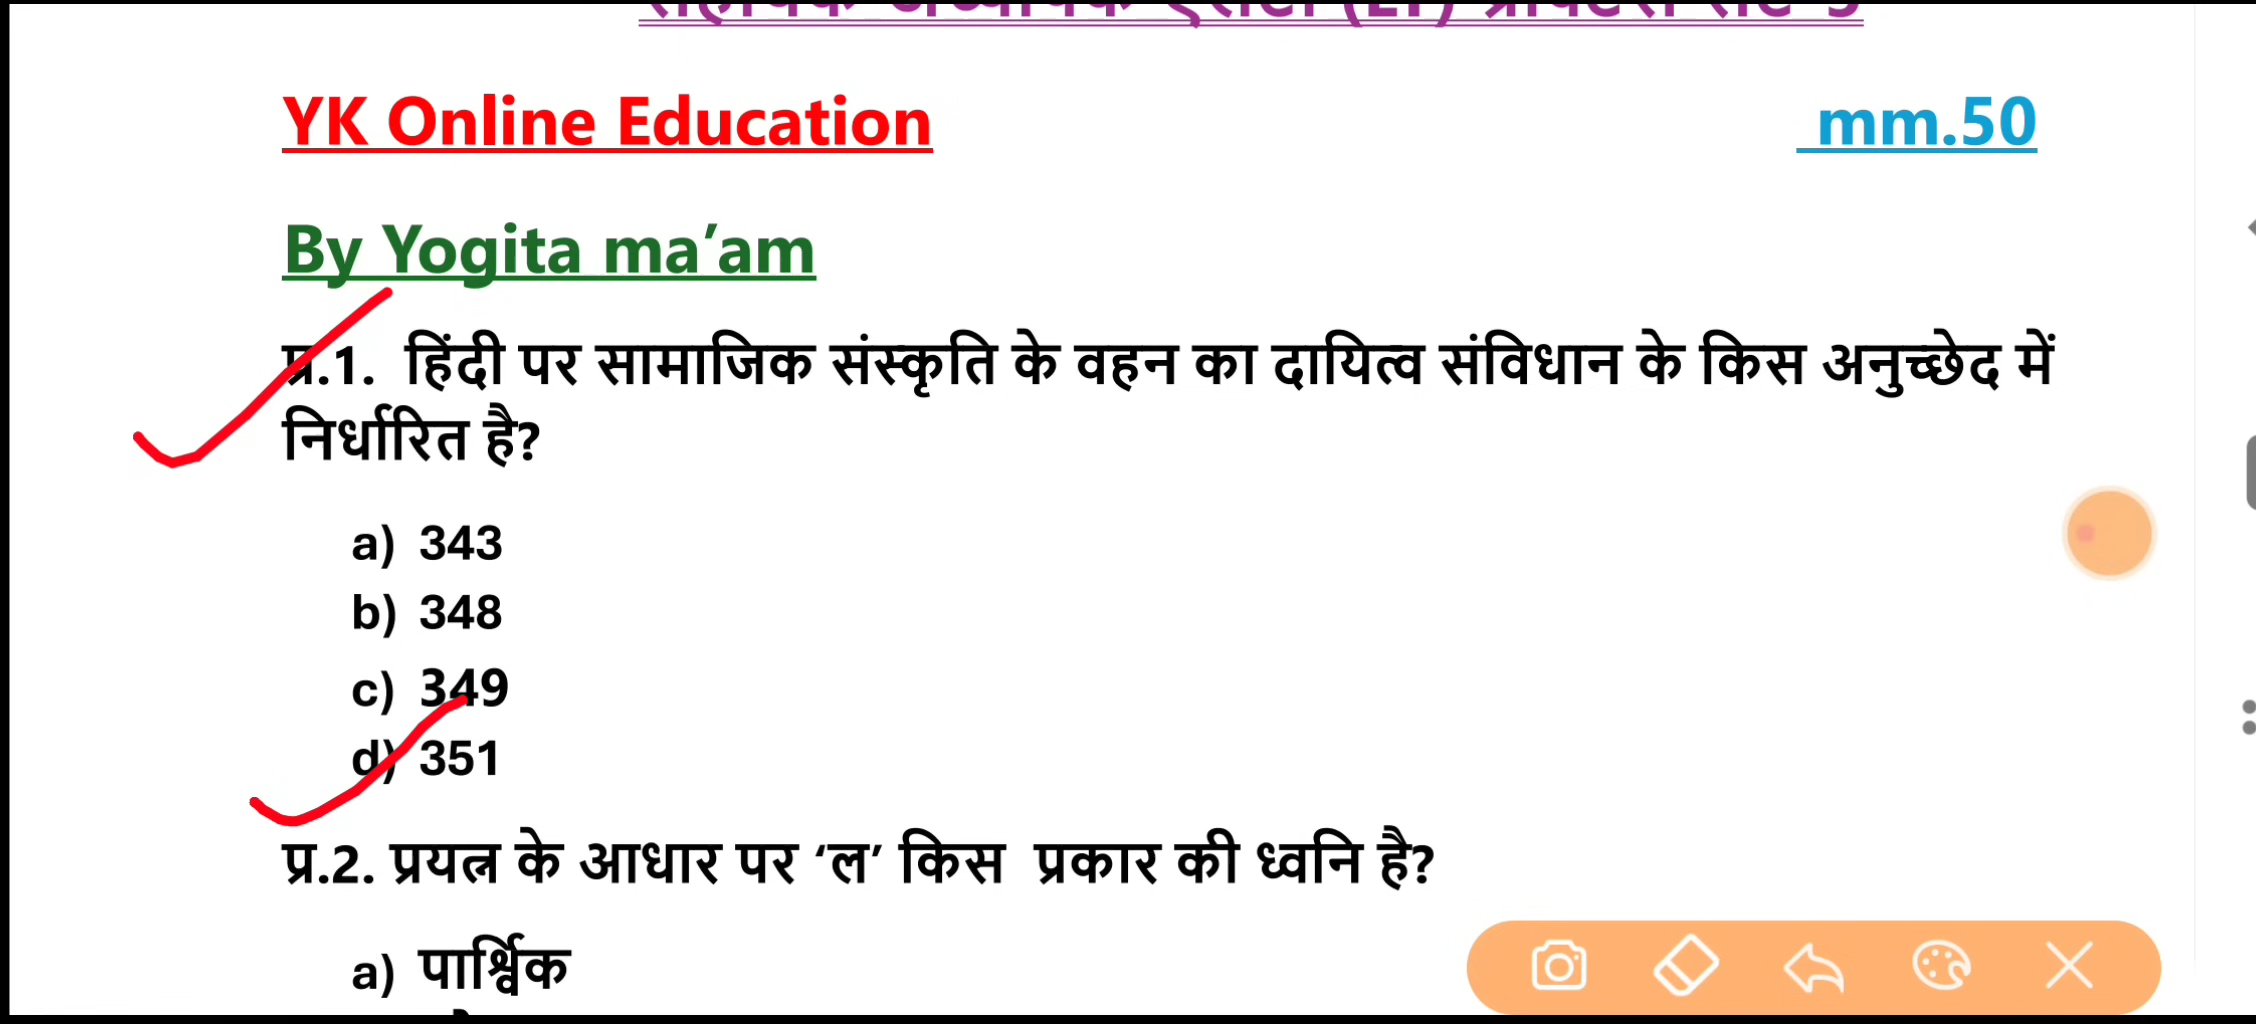 YK Online Education mm.50
By Yogita ma’am
प्र.1. हिंदी पर सामाजिक संस्कृति के वहन का दायित्व संविधान के किस अनुच्छेद में
निर्धारित है?
a) 343
b) 348
c) 349
d) 351
प्र.2. प्रयत्न के आधार पर ‘ल’ किस प्रकार की ध्वनि है?
a) पार्श्विक